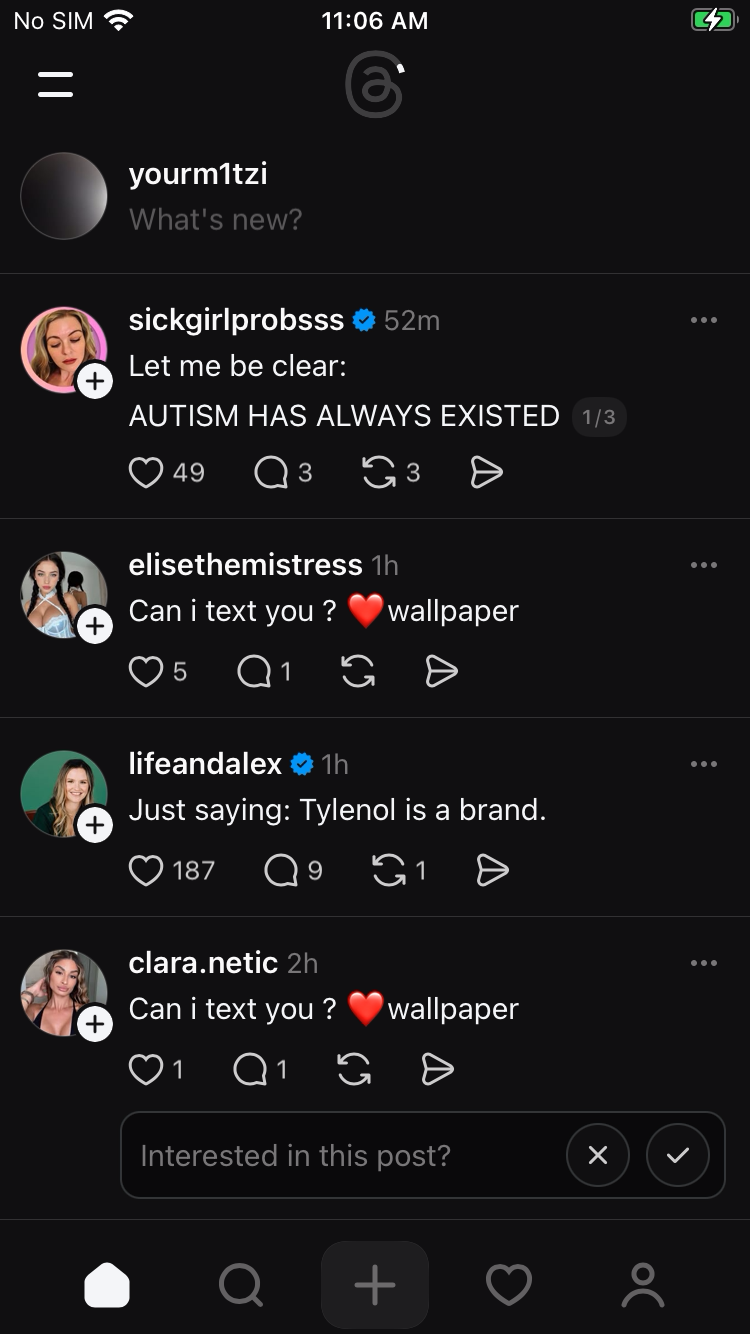 No SIM 11:06 AM
yourm1tzi
What's new?
sickgirlprobsss 52m
Let me be clear:
AUTISM HAS ALWAYS EXISTED 1/3
49 3 3
elisethemistress 1h
Can i text you ? ❤️wallpaper
5 1
lifeandalex 1h
Just saying: Tylenol is a brand.
187 9 1
clara.netic 2h
Can i text you ? ❤️wallpaper
1 1
Interested in this post?